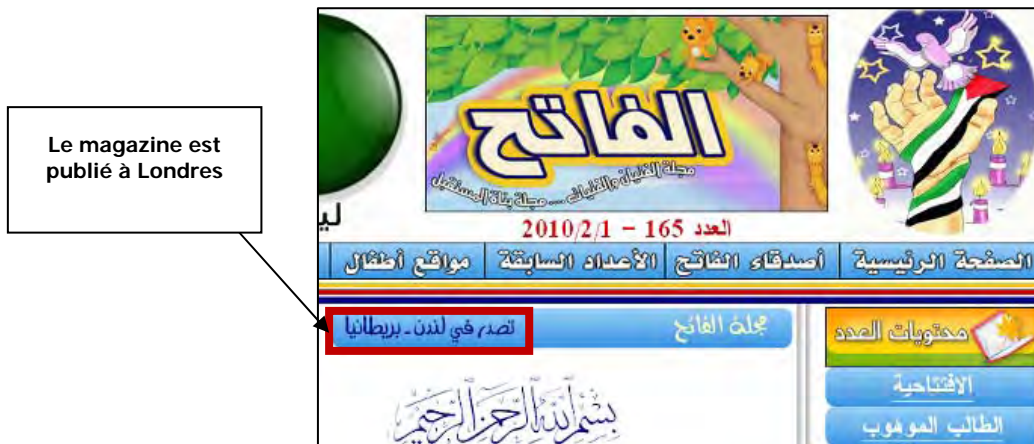 Le magazine est
publié à Londres
الفاتح
مجلة الفتيان والفتيات.... مجلة بناة المستقبل
لي
العدد 165 – 2010/2/1
الصفحة الرئيسية أصدقاء الفاتح الأعداد السابقة مواقع أطفال
مجلة الفاتح تصدر في لندن - بريطانيا
محتويات العدد
بسم الله الرحمن الرحيم
الافتتاحية
الطالب الموهوب